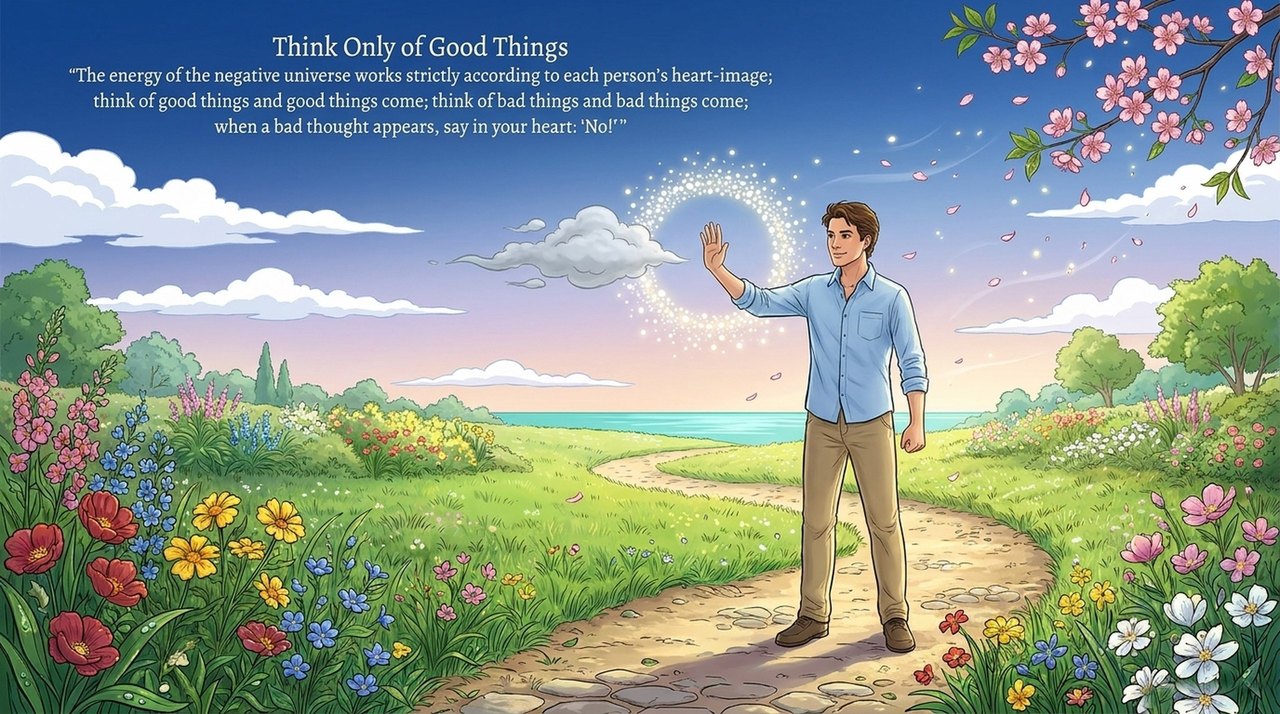 Think Only of Good Things
“The energy of the negative universe works strictly according to each person’s heart-image;
think of good things and good things come; think of bad things and bad things come;
when a bad thought appears, say in your heart: ‘No!’”